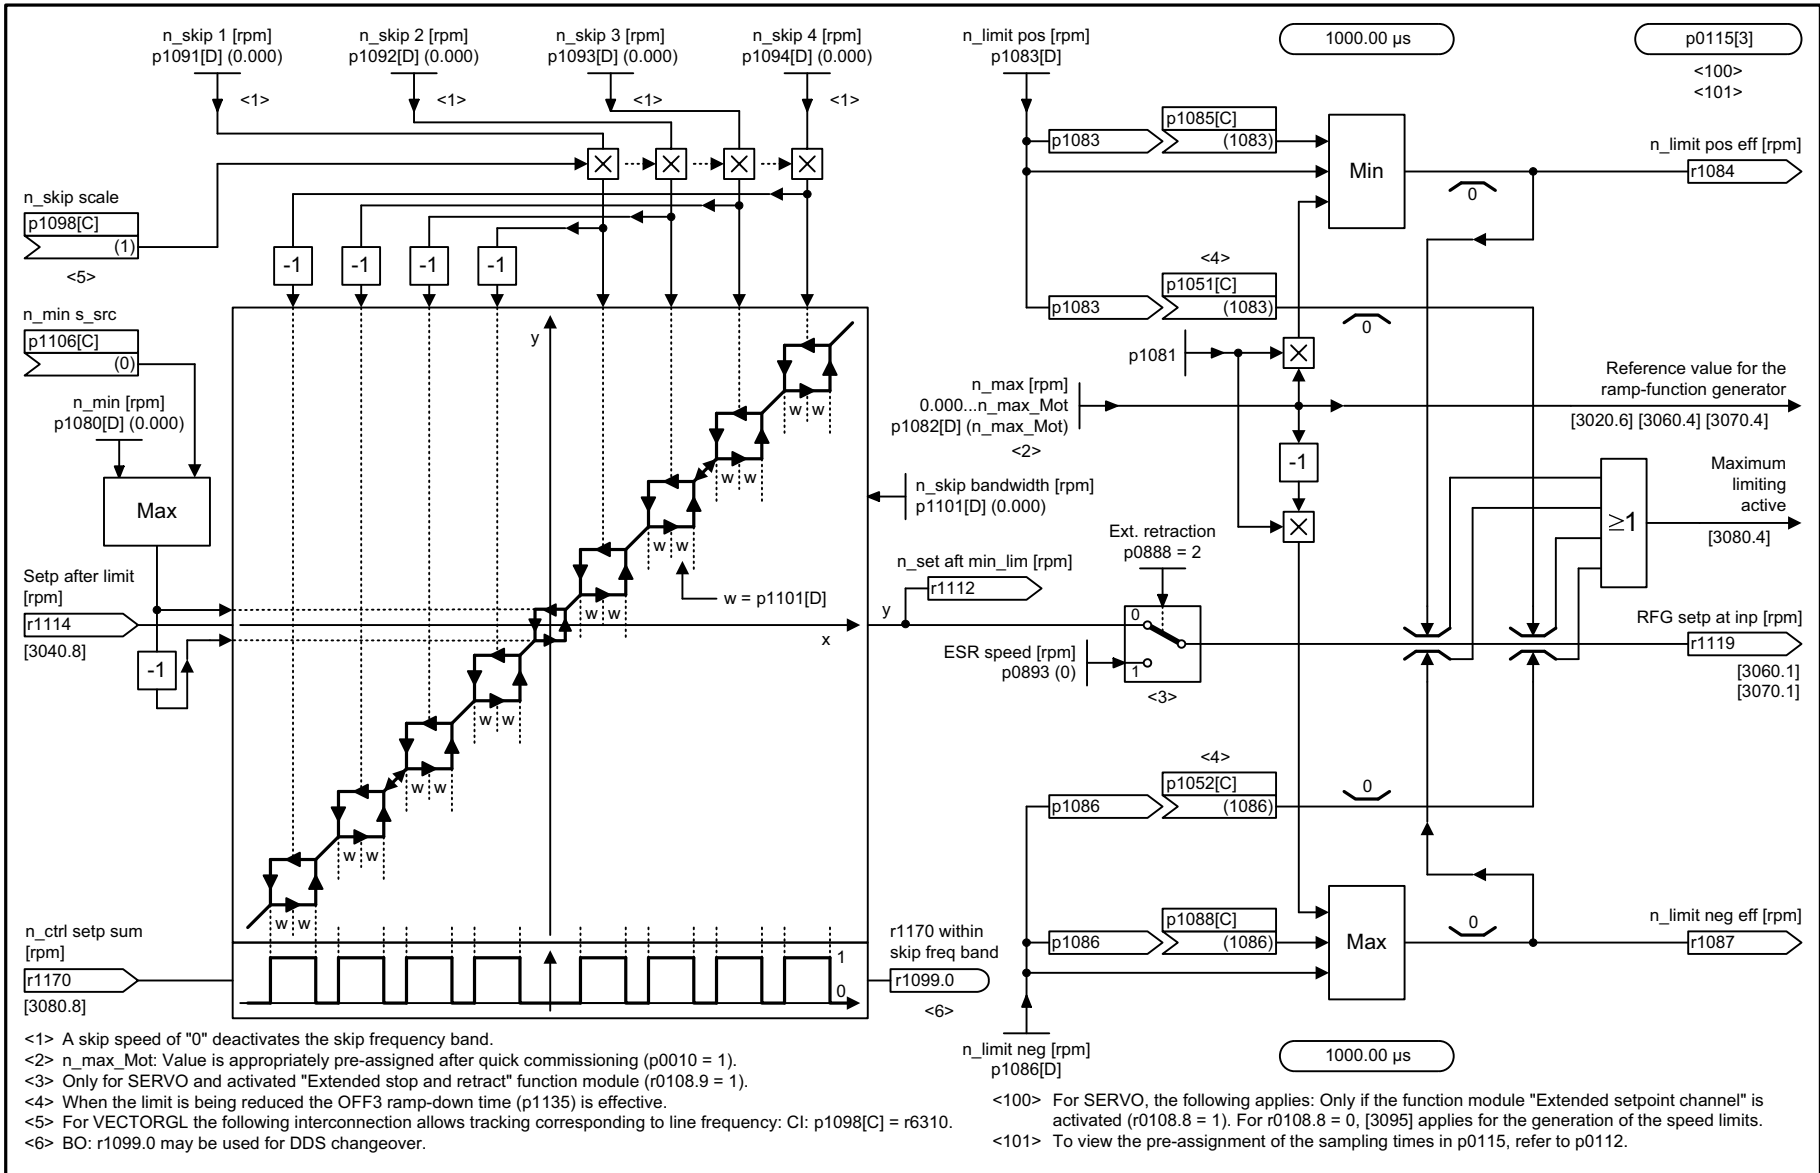 n_skip 1 [rpm]
p1091[D] (0.000)
<1>
n_skip 2 [rpm]
p1092[D] (0.000)
<1>
n_skip 3 [rpm]
p1093[D] (0.000)
<1>
n_skip 4 [rpm]
p1094[D] (0.000)
<1>
n_limit pos [rpm]
p1083[D]
1000.00 µs
p0115[3]
<100>
<101>
n_skip scale
p1098[C]
(1)
<5>
-1
-1
-1
-1
n_min s_src
p1106[C]
(0)
n_min [rpm]
p1080[D] (0.000)
Max
Setp after limit
[rpm]
r1114
[3040.8]
-1
n_ctrl setp sum
[rpm]
r1170
[3080.8]
y
x
w w
w w
w w
w w
w w
w w
w w
w w
w = p1101[D]
1
0
n_skip bandwidth [rpm]
p1101[D] (0.000)
y
n_set aft min_lim [rpm]
r1112
r1170 within
skip freq band
r1099.0
<6>
p1083
p1085[C]
(1083)
Min
0
n_limit pos eff [rpm]
r1084
<4>
p1083
p1051[C]
(1083)
0
p1081
n_max [rpm]
0.000...n_max_Mot
p1082[D] (n_max_Mot)
<2>
-1
Reference value for the
ramp-function generator
[3020.6] [3060.4] [3070.4]
Maximum
limiting
active
[3080.4]
≥1
Ext. retraction
p0888 = 2
0
1
<3>
ESR speed [rpm]
p0893 (0)
RFG setp at inp [rpm]
r1119
[3060.1]
[3070.1]
<4>
p1086
p1052[C]
(1086)
0
p1086
p1088[C]
(1086)
Max
0
n_limit neg eff [rpm]
r1087
n_limit neg [rpm]
p1086[D]
1000.00 µs
<1> A skip speed of "0" deactivates the skip frequency band.
<2> n_max_Mot: Value is appropriately pre-assigned after quick commissioning (p0010 = 1).
<3> Only for SERVO and activated "Extended stop and retract" function module (r0108.9 = 1).
<4> When the limit is being reduced the OFF3 ramp-down time (p1135) is effective.
<5> For VECTORGL the following interconnection allows tracking corresponding to line frequency: CI: p1098[C] = r6310.
<6> BO: r1099.0 may be used for DDS changeover.
<100> For SERVO, the following applies: Only if the function module "Extended setpoint channel" is
activated (r0108.8 = 1). For r0108.8 = 0, [3095] applies for the generation of the speed limits.
<101> To view the pre-assignment of the sampling times in p0115, refer to p0112.